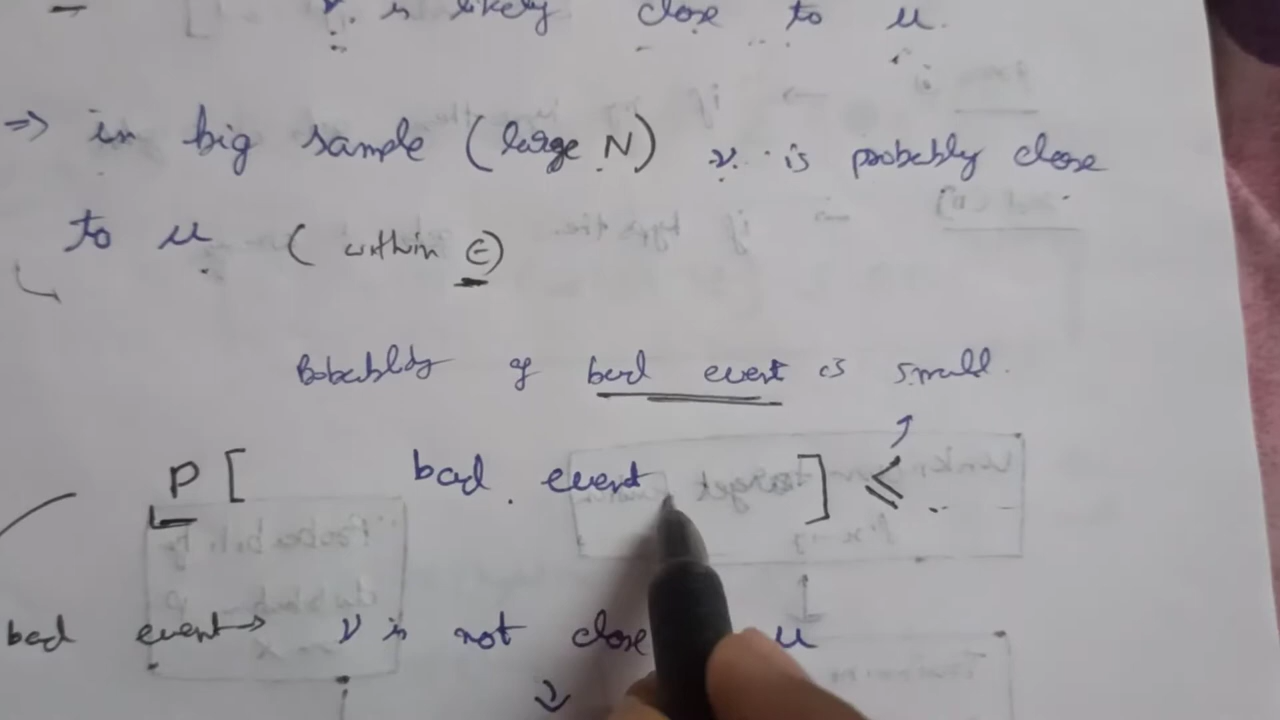 ν is likely close to μ.
⇒ in big sample (large N) ν is probably close
to μ (within ϵ)
Probability of bad event is small.
P [ bad event ] ≤
bad event → ν is not close μ